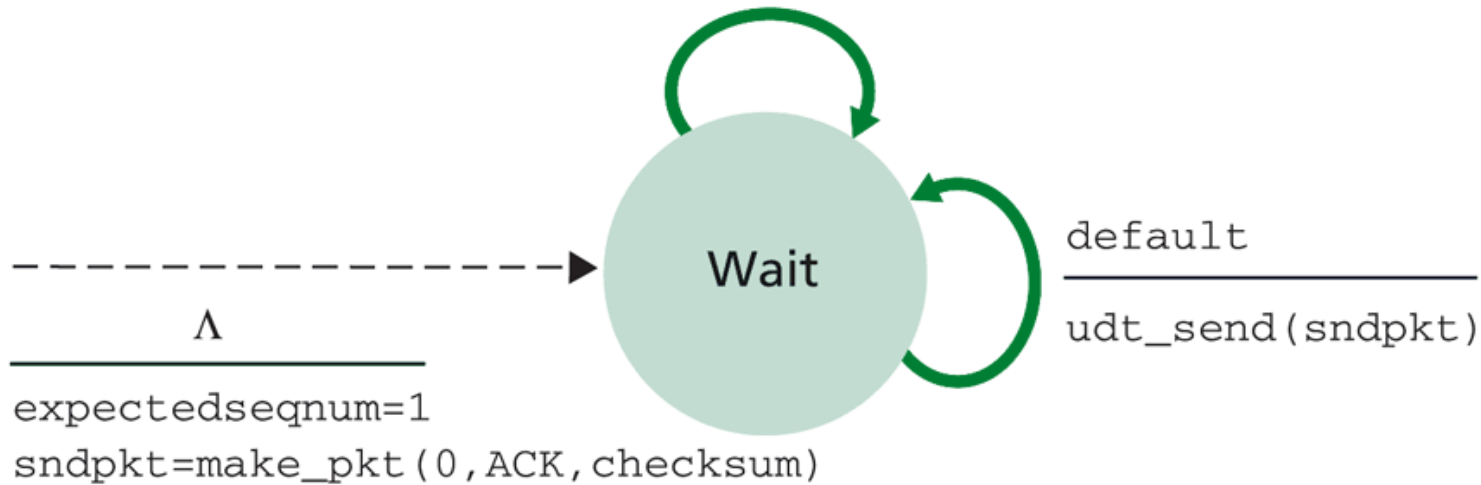 Wait
default
udt_send(sndpkt)
Λ
expectedseqnum=1
sndpkt=make_pkt(0,ACK,checksum)